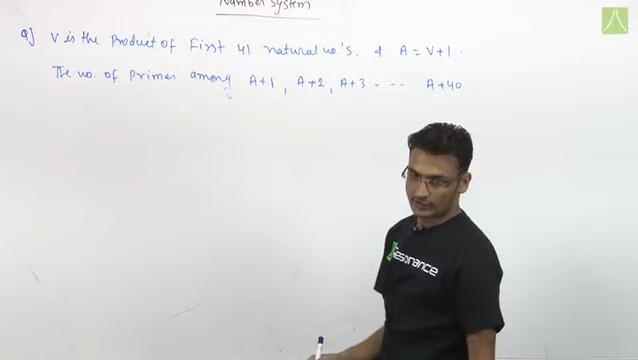 Number System
Q) V is the Product of First 41 natural no's. & A = V+1.
The no. of Primes among A+1, A+2, A+3 - - - A+40
Resonance